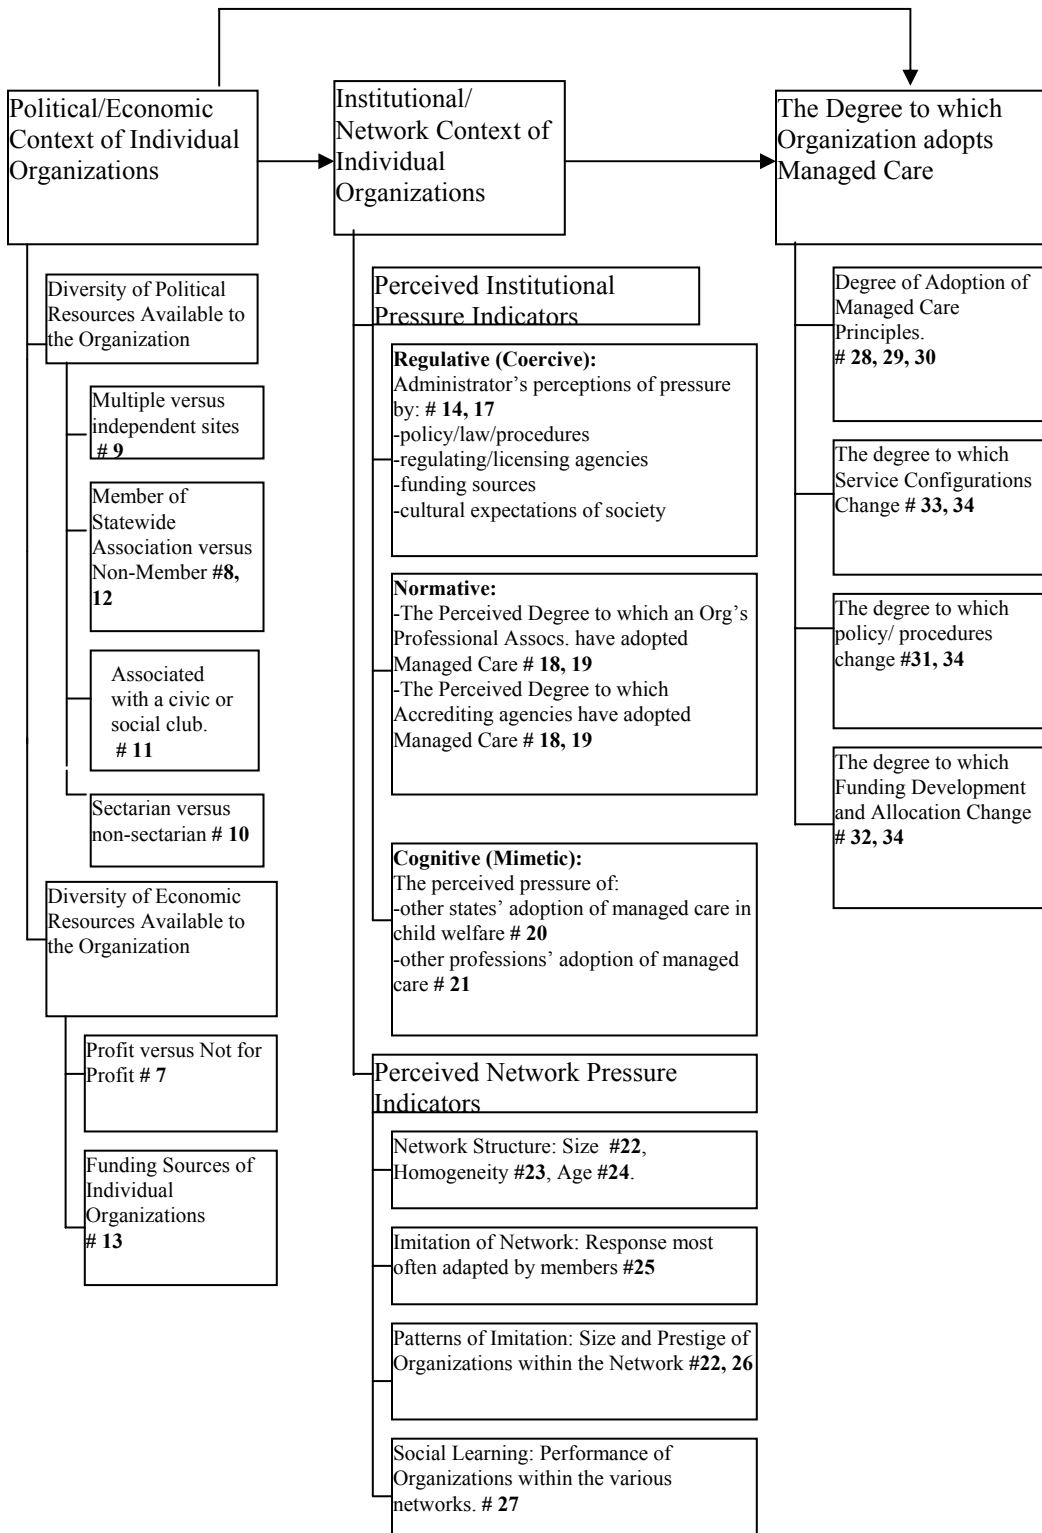 Political/Economic
Context of Individual
Organizations
Diversity of Political
Resources Available to
the Organization
Multiple versus
independent sites
# 9
Member of
Statewide
Association versus
Non-Member #8,
12
Associated
with a civic or
social club.
# 11
Sectarian versus
non-sectarian # 10
Diversity of Economic
Resources Available to
the Organization
Profit versus Not for
Profit # 7
Funding Sources of
Individual
Organizations
# 13
Institutional/
Network Context of
Individual
Organizations
Perceived Institutional
Pressure Indicators
Regulative (Coercive):
Administrator’s perceptions of pressure
by: # 14, 17
-policy/law/procedures
-regulating/licensing agencies
-funding sources
-cultural expectations of society
Normative:
-The Perceived Degree to which an Org’s
Professional Assocs. have adopted
Managed Care # 18, 19
-The Perceived Degree to which
Accrediting agencies have adopted
Managed Care # 18, 19
Cognitive (Mimetic):
The perceived pressure of:
-other states’ adoption of managed care in
child welfare # 20
-other professions’ adoption of managed
care # 21
Perceived Network Pressure
Indicators
Network Structure: Size #22,
Homogeneity #23, Age #24.
Imitation of Network: Response most
often adapted by members #25
Patterns of Imitation: Size and Prestige of
Organizations within the Network #22, 26
Social Learning: Performance of
Organizations within the various
networks. # 27
The Degree to which
Organization adopts
Managed Care
Degree of Adoption of
Managed Care
Principles.
# 28, 29, 30
The degree to which
Service Configurations
Change # 33, 34
The degree to which
policy/ procedures
change #31, 34
The degree to which
Funding Development
and Allocation Change
# 32, 34